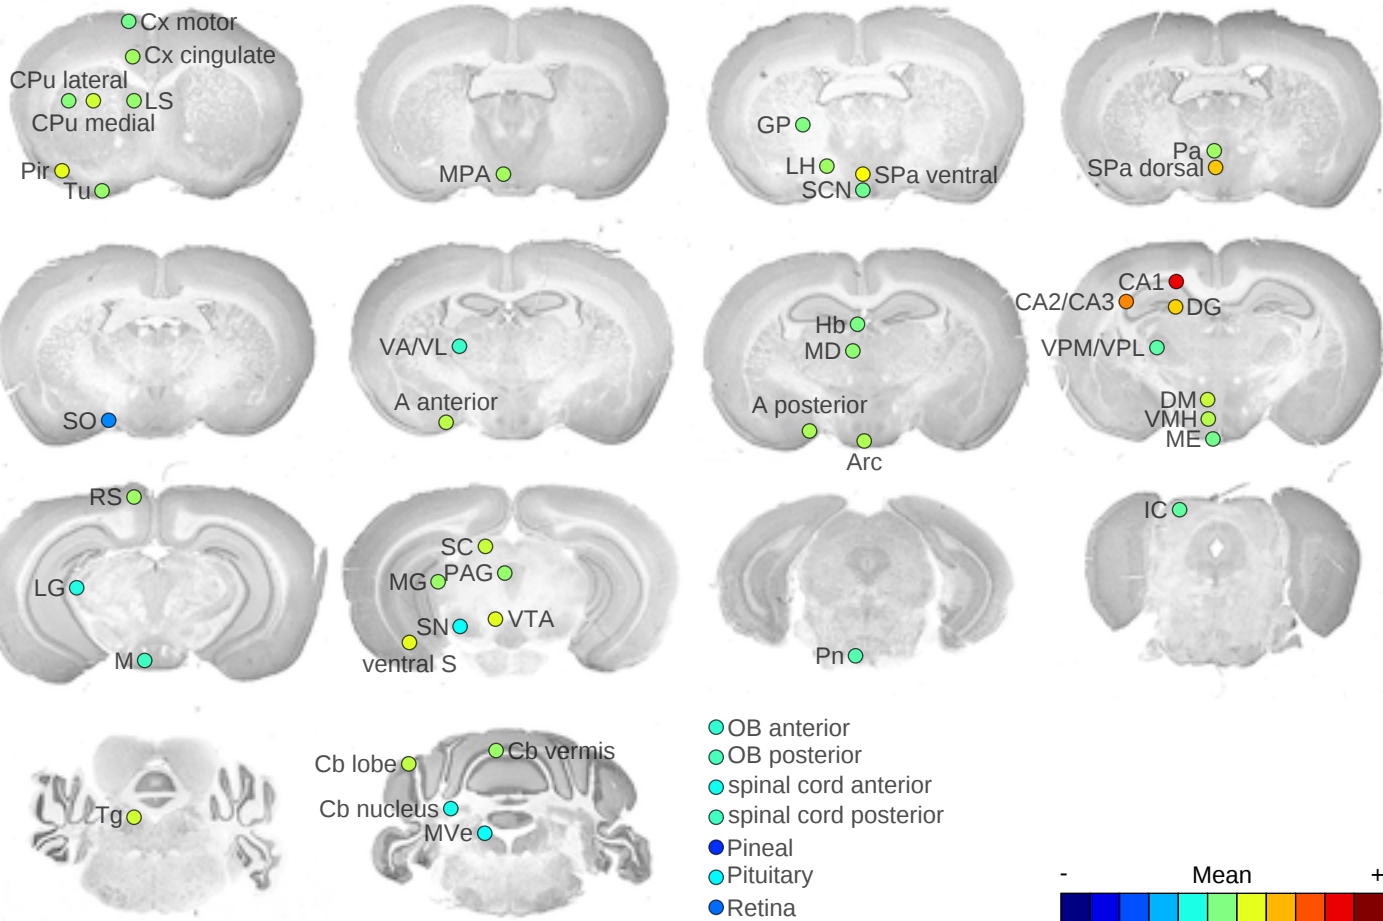 Cx motor
Cx cingulate
CPu lateral
LS
CPu medial
Pir
Tu
MPA
GP
LH
SPa ventral
SCN
Pa
SPa dorsal
SO
VA/VL
A anterior
Hb
MD
A posterior
Arc
CA1
CA2/CA3
DG
VPM/VPL
DM
VMH
ME
RS
LG
M
SC
MG
PAG
SN
VTA
ventral S
Pn
IC
Tg
Cb lobe
Cb vermis
Cb nucleus
MVe
OB anterior
OB posterior
spinal cord anterior
spinal cord posterior
Pineal
Pituitary
Retina
- Mean +